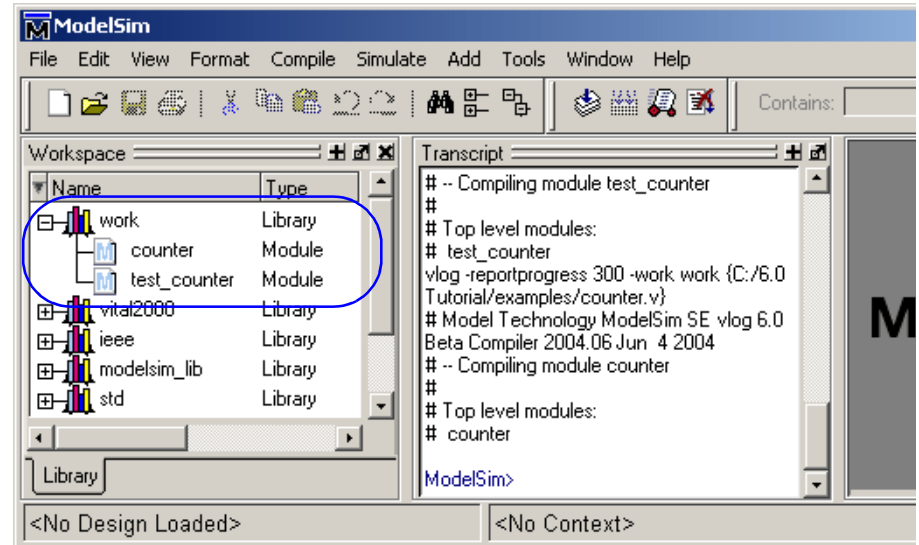 ModelSim
File Edit View Format Compile Simulate Add Tools Window Help
Contains:
Workspace
Name Type
work Library
counter Module
test_counter Module
vital2000 Library
ieee Library
modelsim_lib Library
std Library
Library
Transcript
# -- Compiling module test_counter
#
# Top level modules:
# test_counter
vlog -reportprogress 300 -work work {C:/6.0
Tutorial/examples/counter.v}
# Model Technology ModelSim SE vlog 6.0
Beta Compiler 2004.06 Jun 4 2004
# -- Compiling module counter
#
# Top level modules:
# counter
ModelSim>
M
<No Design Loaded> <No Context>